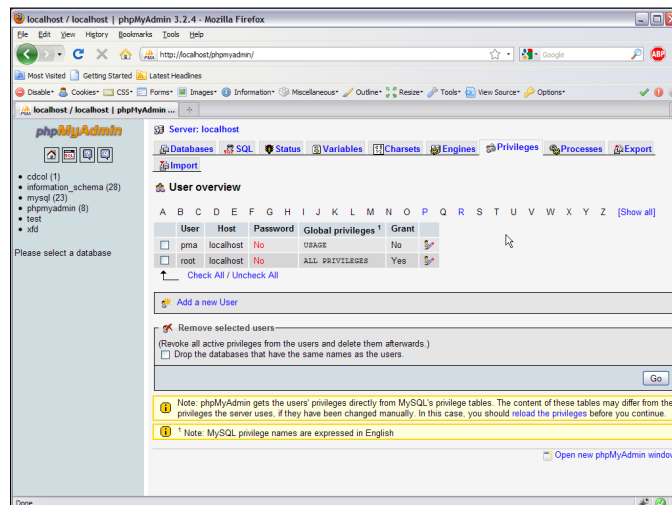 localhost / localhost | phpMyAdmin 3.2.4 - Mozilla Firefox
File Edit View History Bookmarks Tools Help
http://localhost/phpmyadmin/
Google
ABP
Most Visited Getting Started Latest Headlines
Disable Cookies CSS Forms Images Information Miscellaneous Outline Resize Tools View Source Options
localhost / localhost | phpMyAdmin ...
phpMyAdmin
cdcol (1)
information_schema (28)
mysql (23)
phpmyadmin (8)
test
xfd
Please select a database
Server: localhost
Databases SQL Status Variables Charsets Engines Privileges Processes Export
Import
User overview
A B C D E F G H I J K L M N O P Q R S T U V W X Y Z [Show all]
User Host Password Global privileges 1 Grant
pma localhost No USAGE No
root localhost No ALL PRIVILEGES Yes
Check All / Uncheck All
Add a new User
Remove selected users
(Revoke all active privileges from the users and delete them afterwards.)
Drop the databases that have the same names as the users.
Go
Note: phpMyAdmin gets the users' privileges directly from MySQL's privilege tables. The content of these tables may differ from the
privileges the server uses, if they have been changed manually. In this case, you should reload the privileges before you continue.
1 Note: MySQL privilege names are expressed in English
Open new phpMyAdmin window
Done